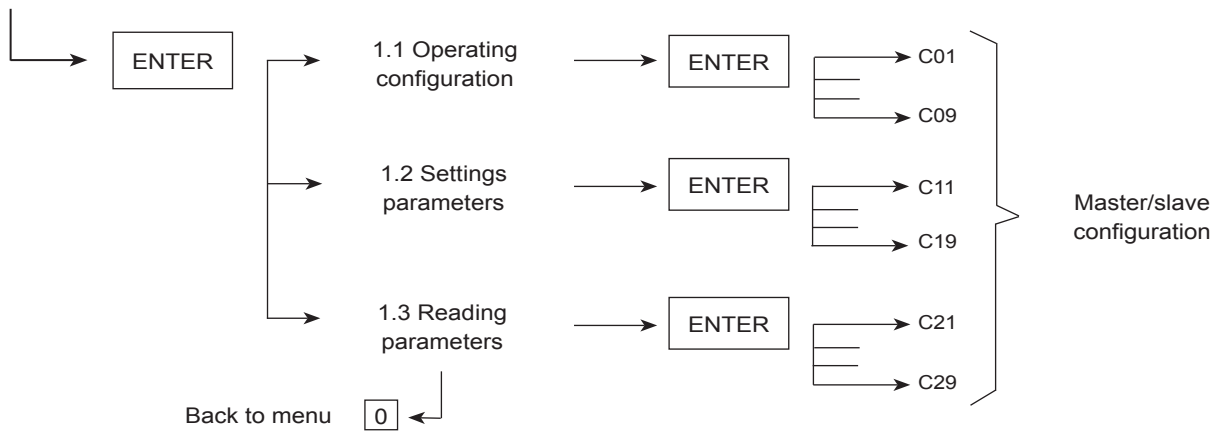 ENTER
1.1 Operating
configuration
ENTER
C01
C09
1.2 Settings
parameters
ENTER
C11
C19
Master/slave
configuration
1.3 Reading
parameters
ENTER
C21
C29
Back to menu 0